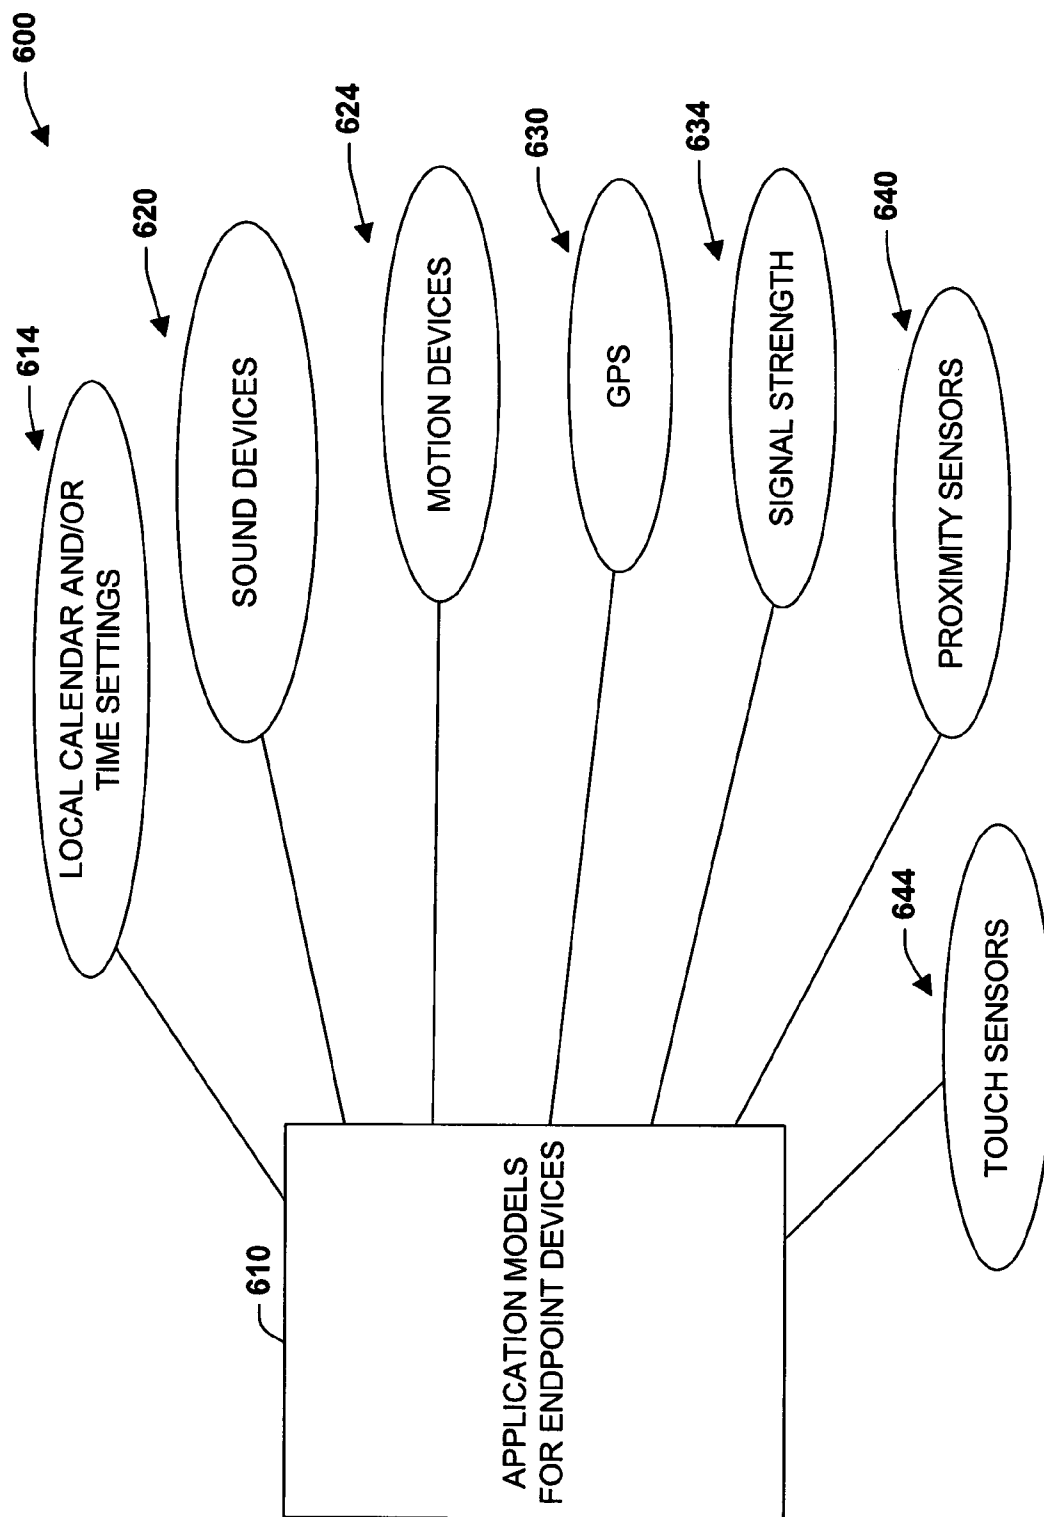 600
614
LOCAL CALENDAR AND/OR
TIME SETTINGS
620
SOUND DEVICES
624
MOTION DEVICES
630
GPS
634
SIGNAL STRENGTH
640
PROXIMITY SENSORS
644
TOUCH SENSORS
610
APPLICATION MODELS
FOR ENDPOINT DEVICES